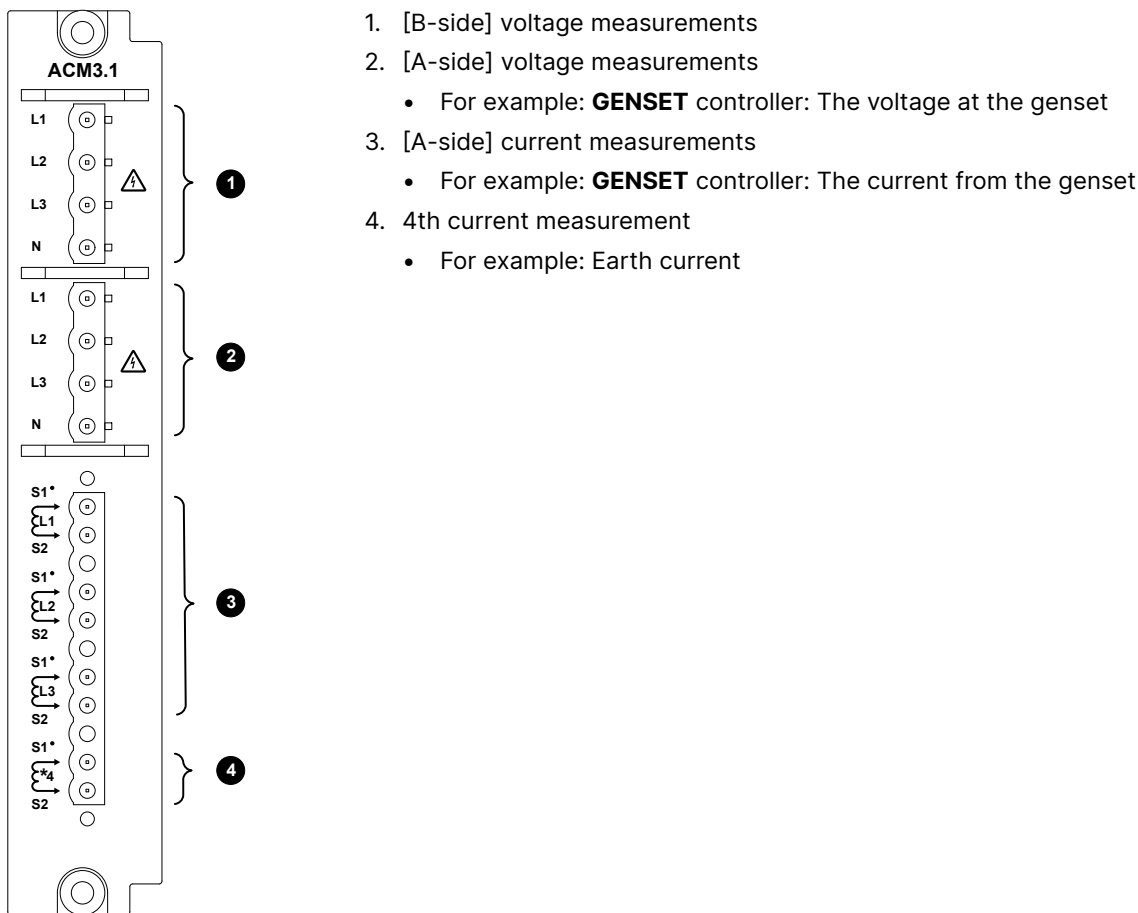 ACM3.1
L1
L2
L3
N
1
L1
L2
L3
N
2
S1•
L1
S2
S1•
L2
S2
S1•
L3
S2
3
S1•
*4
S2
4
1. [B-side] voltage measurements
2. [A-side] voltage measurements
• For example: GENSET controller: The voltage at the genset
3. [A-side] current measurements
• For example: GENSET controller: The current from the genset
4. 4th current measurement
• For example: Earth current